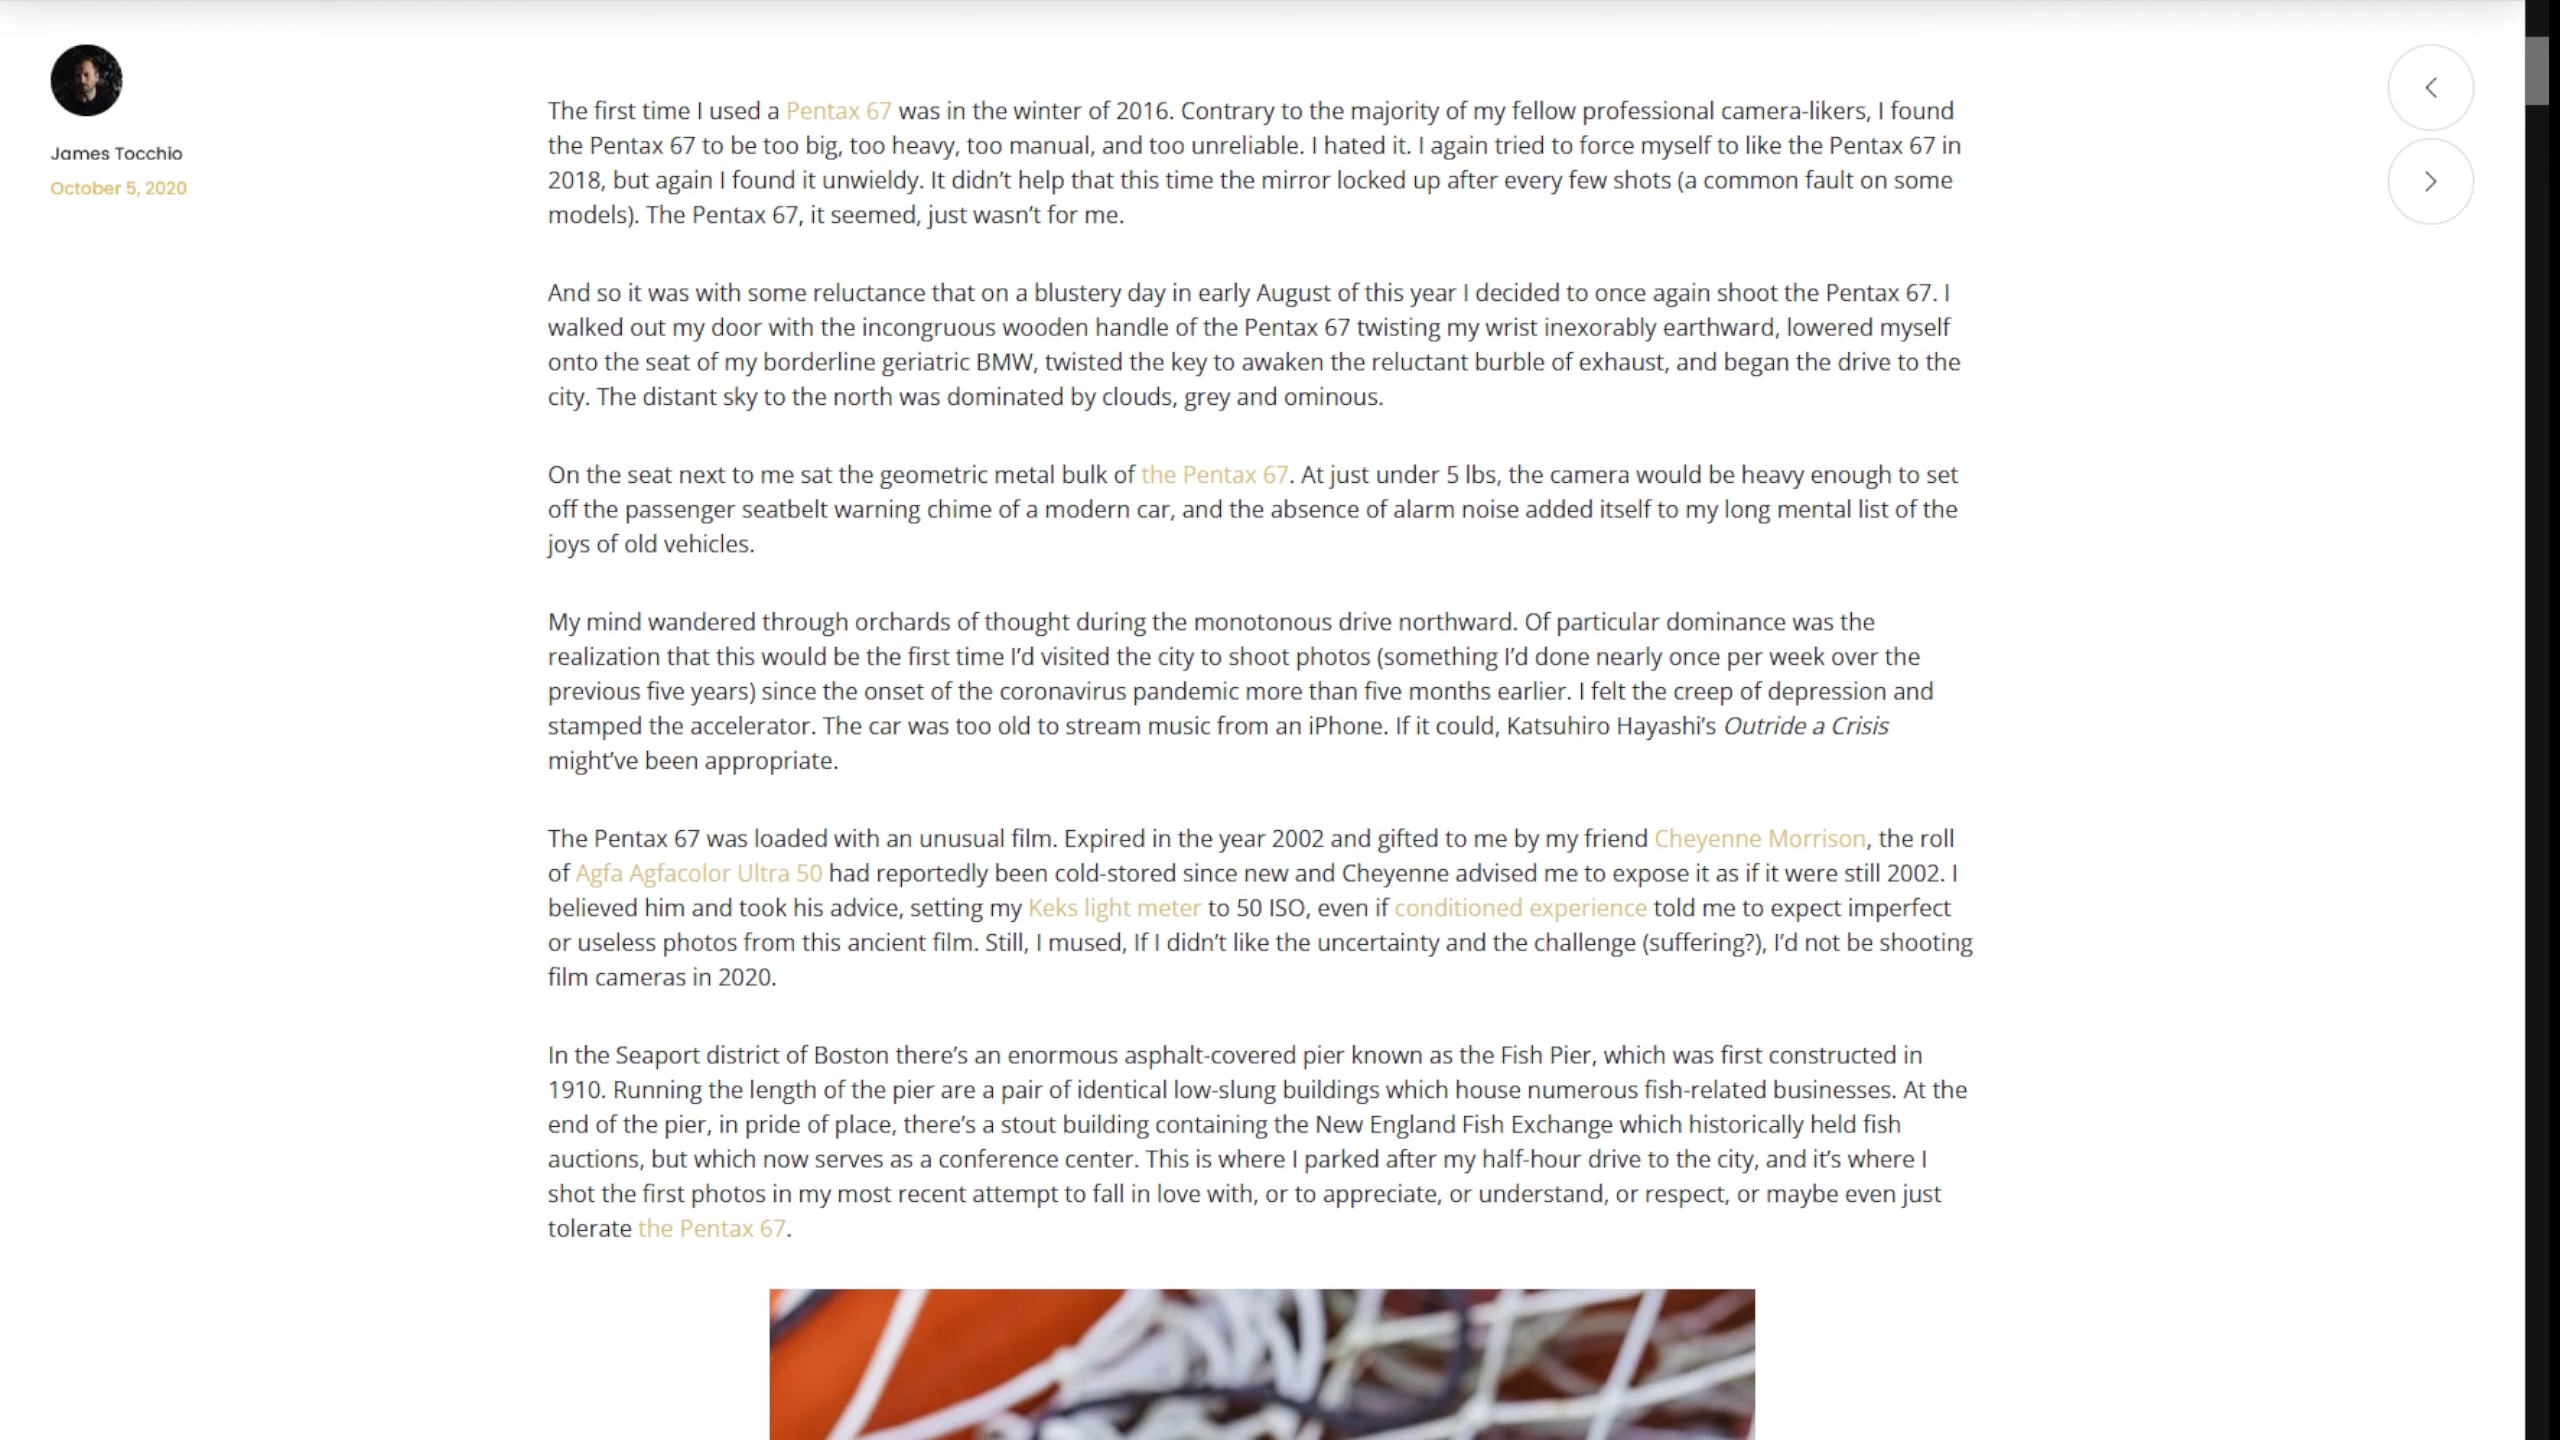 James Tocchio
October 5, 2020
The first time I used a Pentax 67 was in the winter of 2016. Contrary to the majority of my fellow professional camera-likers, I found
the Pentax 67 to be too big, too heavy, too manual, and too unreliable. I hated it. I again tried to force myself to like the Pentax 67 in
2018, but again I found it unwieldy. It didn’t help that this time the mirror locked up after every few shots (a common fault on some
models). The Pentax 67, it seemed, just wasn’t for me.
And so it was with some reluctance that on a blustery day in early August of this year I decided to once again shoot the Pentax 67. I
walked out my door with the incongruous wooden handle of the Pentax 67 twisting my wrist inexorably earthward, lowered myself
onto the seat of my borderline geriatric BMW, twisted the key to awaken the reluctant burble of exhaust, and began the drive to the
city. The distant sky to the north was dominated by clouds, grey and ominous.
On the seat next to me sat the geometric metal bulk of the Pentax 67. At just under 5 lbs, the camera would be heavy enough to set
off the passenger seatbelt warning chime of a modern car, and the absence of alarm noise added itself to my long mental list of the
joys of old vehicles.
My mind wandered through orchards of thought during the monotonous drive northward. Of particular dominance was the
realization that this would be the first time I’d visited the city to shoot photos (something I’d done nearly once per week over the
previous five years) since the onset of the coronavirus pandemic more than five months earlier. I felt the creep of depression and
stamped the accelerator. The car was too old to stream music from an iPhone. If it could, Katsuhiro Hayashi’s Outride a Crisis
might’ve been appropriate.
The Pentax 67 was loaded with an unusual film. Expired in the year 2002 and gifted to me by my friend Cheyenne Morrison, the roll
of Agfa Agfacolor Ultra 50 had reportedly been cold-stored since new and Cheyenne advised me to expose it as if it were still 2002. I
believed him and took his advice, setting my Keks light meter to 50 ISO, even if conditioned experience told me to expect imperfect
or useless photos from this ancient film. Still, I mused, If I didn’t like the uncertainty and the challenge (suffering?), I’d not be shooting
film cameras in 2020.
In the Seaport district of Boston there’s an enormous asphalt-covered pier known as the Fish Pier, which was first constructed in
1910. Running the length of the pier are a pair of identical low-slung buildings which house numerous fish-related businesses. At the
end of the pier, in pride of place, there’s a stout building containing the New England Fish Exchange which historically held fish
auctions, but which now serves as a conference center. This is where I parked after my half-hour drive to the city, and it’s where I
shot the first photos in my most recent attempt to fall in love with, or to appreciate, or understand, or respect, or maybe even just
tolerate the Pentax 67.